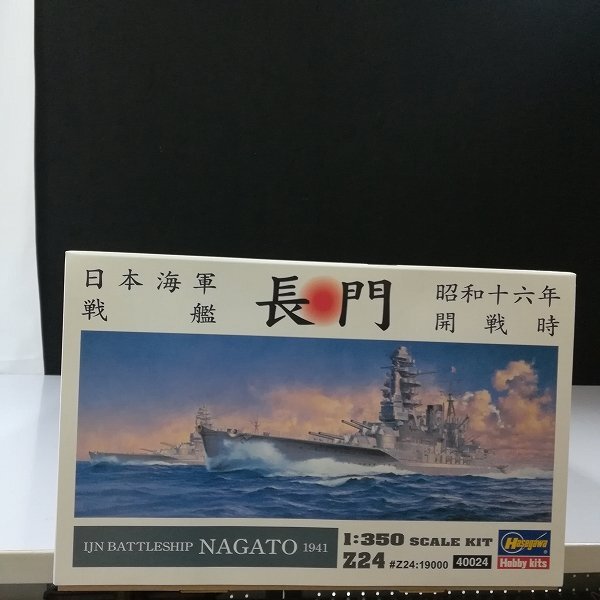 日本海軍
戦艦
長門
昭和十六年
開戦時
IJN BATTLESHIP NAGATO 1941
1:350 SCALE KIT
Z24 #Z24:19000 40024
Hasegawa
Hobby kits